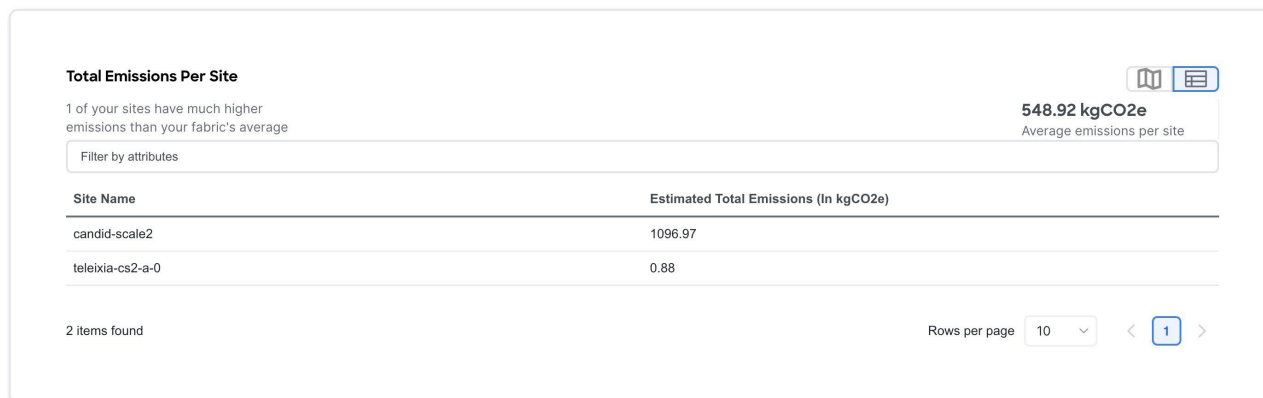 Total Emissions Per Site
1 of your sites have much higher
emissions than your fabric's average
548.92 kgCO2e
Average emissions per site
Filter by attributes
Site Name Estimated Total Emissions (In kgCO2e)
candid-scale2 1096.97
teleixia-cs2-a-0 0.88
2 items found Rows per page 10 1